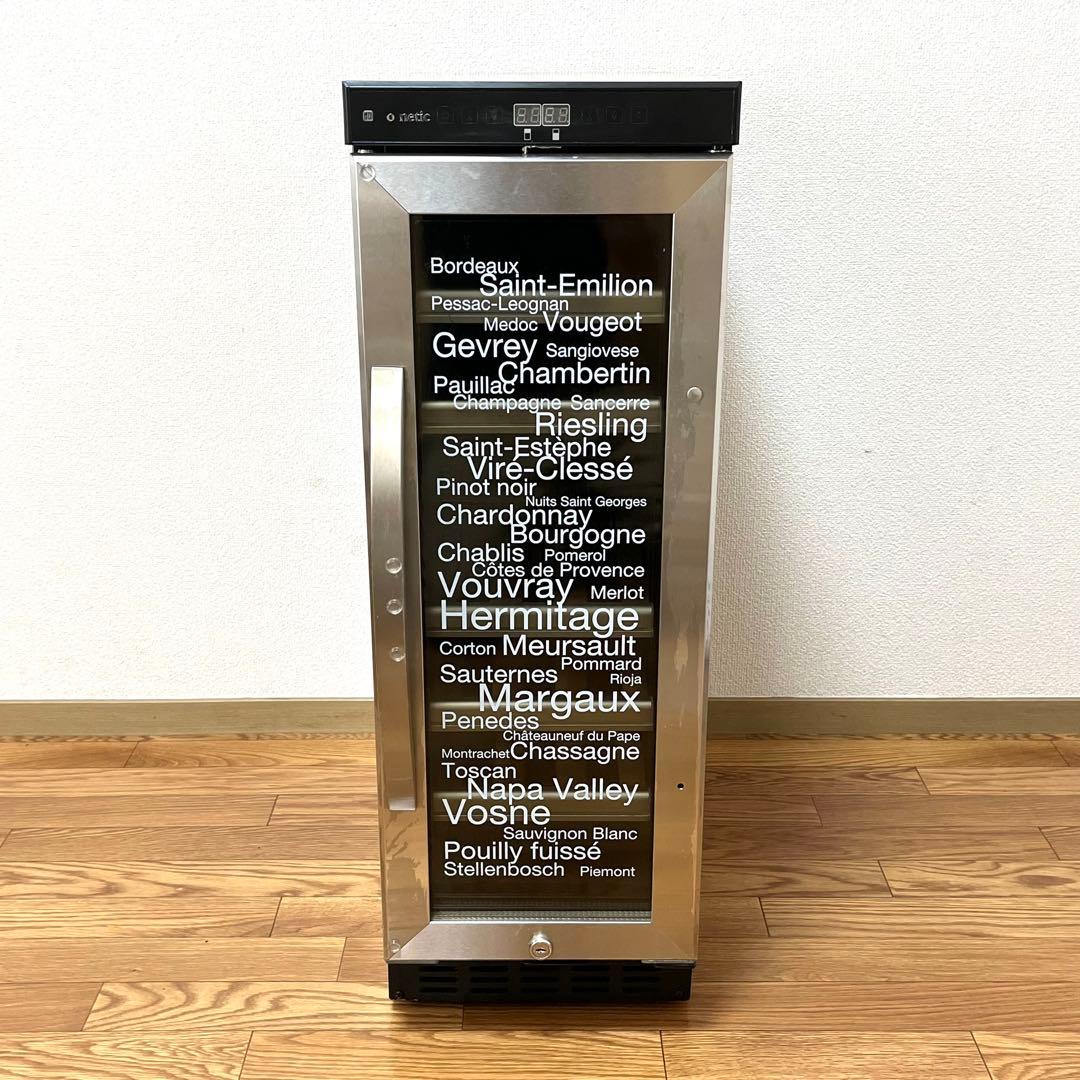 netic
Bordeaux
Saint-Emilion
Pessac-Leognan
Medoc Vougeot
Gevrey Sangiovese
Chambertin
Pauillac
Champagne Sancerre
Riesling
Saint-Estèphe
Viré-Clessé
Pinot noir
Nuits Saint Georges
Chardonnay
Bourgogne
Chablis Pomerol
Côtes de Provence
Vouvray Merlot
Hermitage
Corton Meursault
Pommard
Sauternes Rioja
Margaux
Penedes
Châteauneuf du Pape
Montrachet Chassagne
Toscan
Napa Valley
Vosne
Sauvignon Blanc
Pouilly fuissé
Stellenbosch Piemont